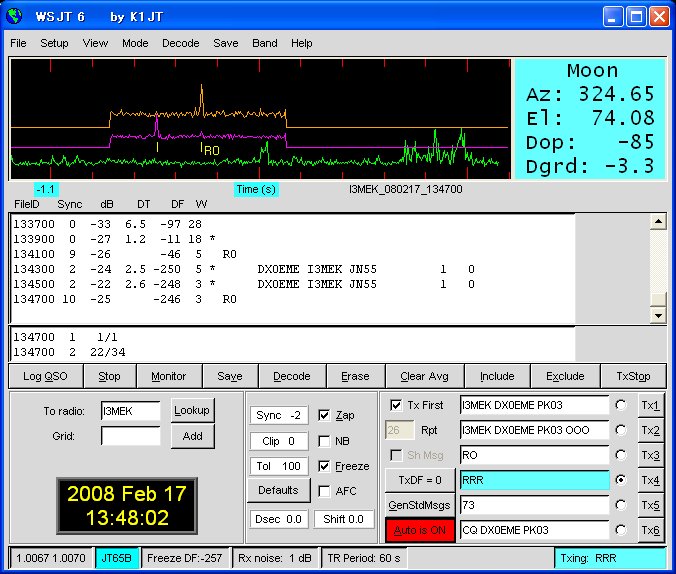 WSJT 6 by K1JT
File Setup View Mode Decode Save Band Help
Moon
Az: 324.65
El: 74.08
Dop: -85
Dgrd: -3.3
RO
-1.1 Time (s) I3MEK_080217_134700
FileID Sync dB DT DF W
133700 0 -33 6.5 -97 28
133900 0 -27 1.2 -11 18 *
134100 9 -26 -46 5 RO
134300 2 -24 2.5 -250 5 * DX0EME I3MEK JN55 1 0
134500 2 -22 2.6 -248 3 * DX0EME I3MEK JN55 1 0
134700 10 -25 -246 3 RO
134700 1 1/1
134700 2 22/34
Log QSO Stop Monitor Save Decode Erase Clear Avg Include Exclude TxStop
To radio: I3MEK Lookup
Grid: Add
2008 Feb 17
13:48:02
Sync -2 Zap
Clip 0 NB
Tol 100 Freeze
Defaults AFC
Dsec 0.0 Shift 0.0
Tx First I3MEK DX0EME PK03 Tx1
26 Rpt I3MEK DX0EME PK03 OOO Tx2
Sh Msg RO Tx3
TxDF = 0 RRR Tx4
GenStdMsgs 73 Tx5
Auto is ON CQ DX0EME PK03 Tx6
1.0067 1.0070 JT65B Freeze DF:-257 Rx noise: 1 dB TR Period: 60 s Txing: RRR